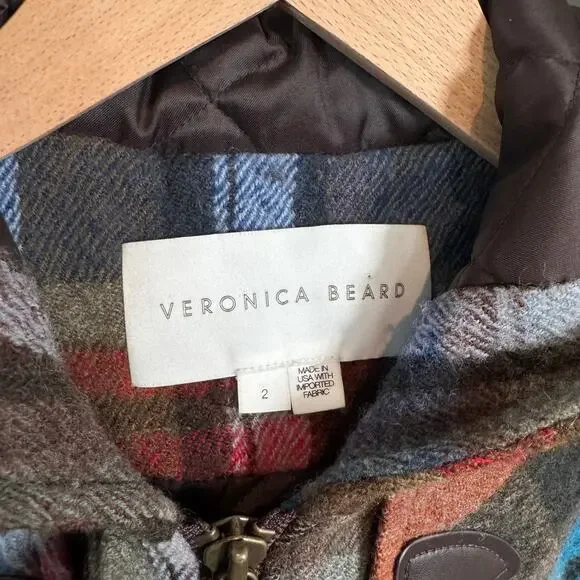 VERONICA BEARD
2
MADE IN
USA WITH
IMPORTED
FABRIC